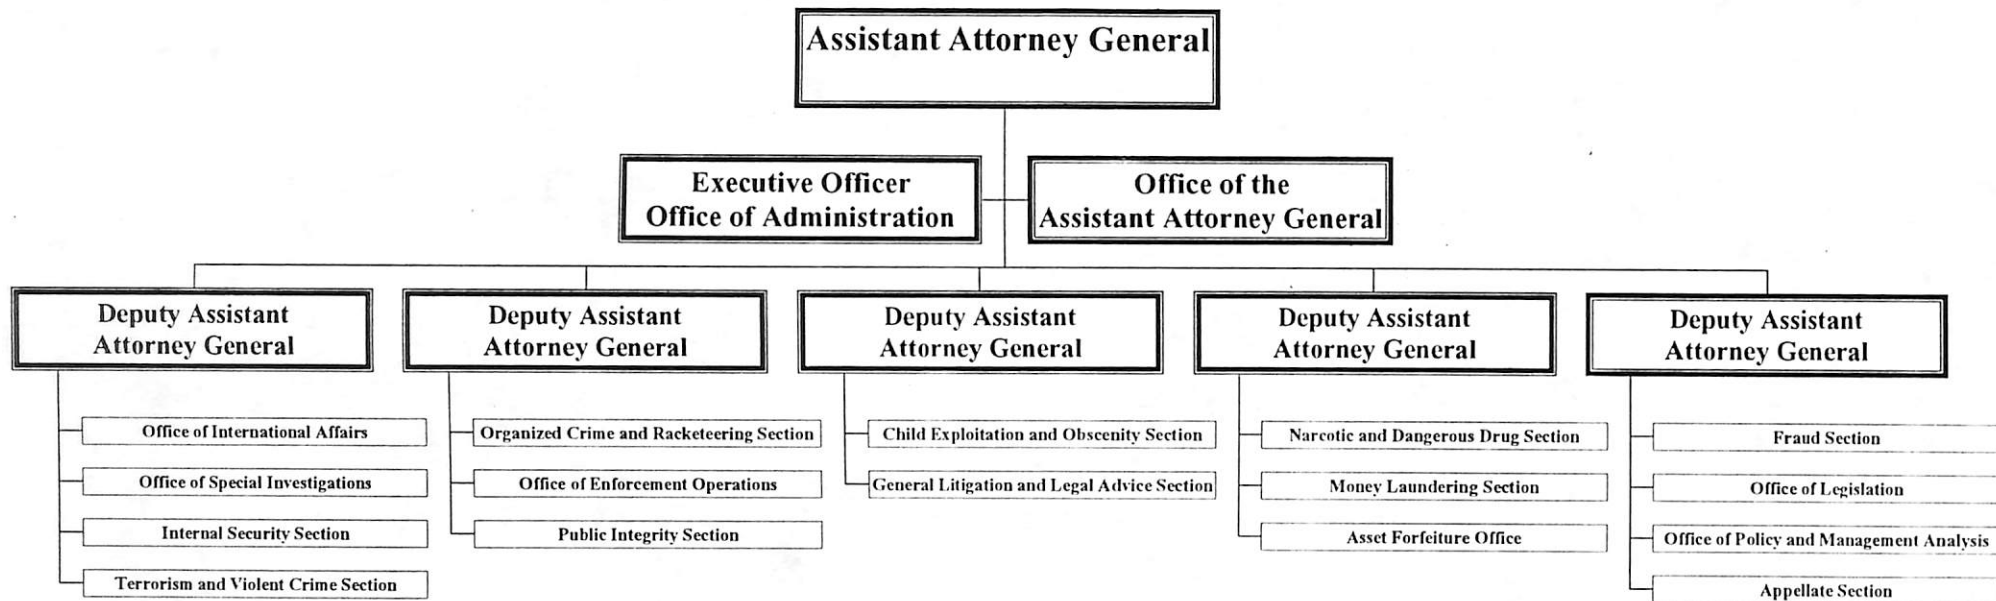 Assistant Attorney General
Executive Officer
Office of Administration
Office of the
Assistant Attorney General
Deputy Assistant
Attorney General
Office of International Affairs
Office of Special Investigations
Internal Security Section
Terrorism and Violent Crime Section
Deputy Assistant
Attorney General
Organized Crime and Racketeering Section
Office of Enforcement Operations
Public Integrity Section
Deputy Assistant
Attorney General
Child Exploitation and Obscenity Section
General Litigation and Legal Advice Section
Deputy Assistant
Attorney General
Narcotic and Dangerous Drug Section
Money Laundering Section
Asset Forfeiture Office
Deputy Assistant
Attorney General
Fraud Section
Office of Legislation
Office of Policy and Management Analysis
Appellate Section